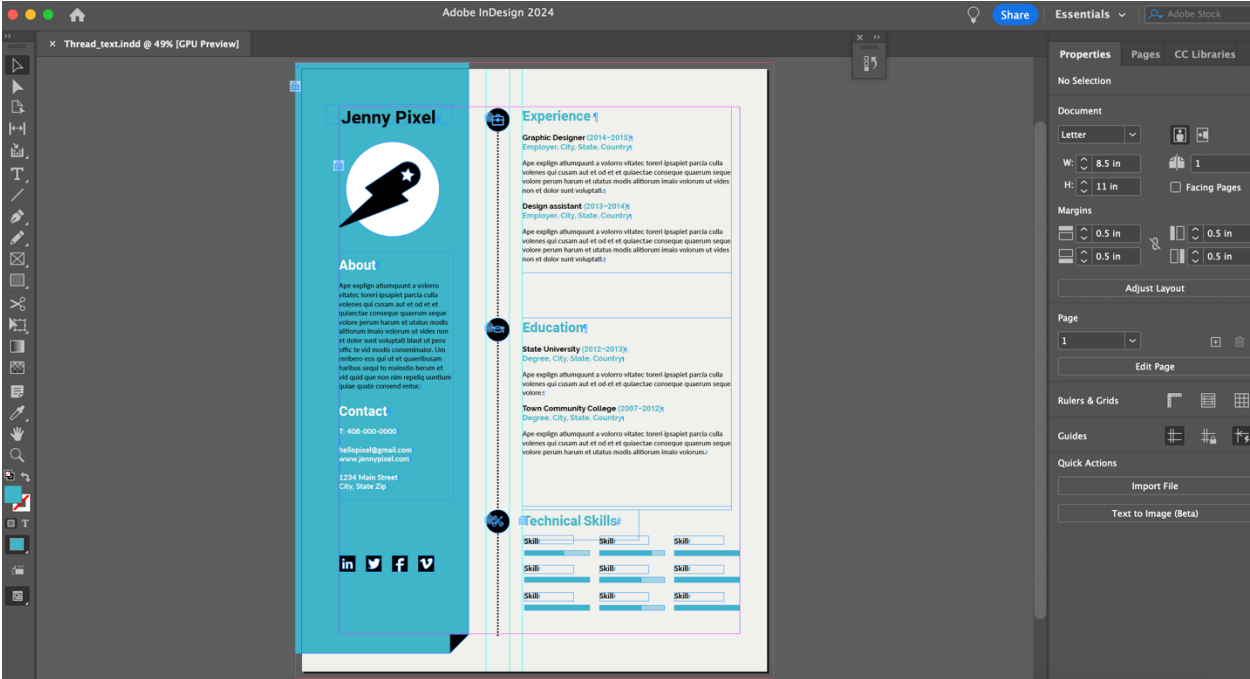 Adobe InDesign 2024
Share
Essentials
Adobe Stock
× Thread_text.indd @ 49% [GPU Preview]
Properties Pages CC Libraries
No Selection
Document
Letter
W: 8.5 in
1
H: 11 in
Facing Pages
Margins
0.5 in 0.5 in
0.5 in 0.5 in
Adjust Layout
Page
1
Edit Page
Rulers & Grids
Guides
Quick Actions
Import File
Text to Image (Beta)
Jenny Pixel
About
Ape explign atiumquunt a volorro
vitatec toreri ipsapiet parcia culla
volenes qui cusam aut et od et et
quiaectae conseque quaerum seque
volore perum harum et utatus modis
alitiorum imaio volorum ut vides non
et dolor sunt voluptati blaut ut pero
offic te vid modis consenimaior. Um
reribero eos qui ut et quaeribusam
haribus sequi to maiostio berum et
vid quid que non nim repeliq uuntium
quiae quate consend entur.
Contact
T: 408-000-0000
hellopixel@gmail.com
www.jennypixel.com
1234 Main Street
City, State Zip
in f
Experience
Graphic Designer (2014–2015)
Employer, City, State, Country
Ape explign atiumquunt a volorro vitatec toreri ipsapiet parcia culla
volenes qui cusam aut et od et et quiaectae conseque quaerum seque
volore perum harum et utatus modis alitiorum imaio volorum ut vides
non et dolor sunt voluptati.
Design assistant (2013–2014)
Employer, City, State, Country
Ape explign atiumquunt a volorro vitatec toreri ipsapiet parcia culla
volenes qui cusam aut et od et et quiaectae conseque quaerum seque
volore perum harum et utatus modis alitiorum imaio volorum ut vides
non et dolor sunt voluptati.
Education
State University (2012–2013)
Degree, City, State, Country
Ape explign atiumquunt a volorro vitatec toreri ipsapiet parcia culla
volenes qui cusam aut et od et et quiaectae conseque quaerum seque
volore.
Town Community College (2007–2012)
Degree, City, State, Country
Ape explign atiumquunt a volorro vitatec toreri ipsapiet parcia culla
volenes qui cusam aut et od et et quiaectae conseque quaerum seque
volore perum harum et utatus modis alitiorum imaio volorum.
Technical Skills
Skill Skill Skill
Skill Skill Skill
Skill Skill Skill